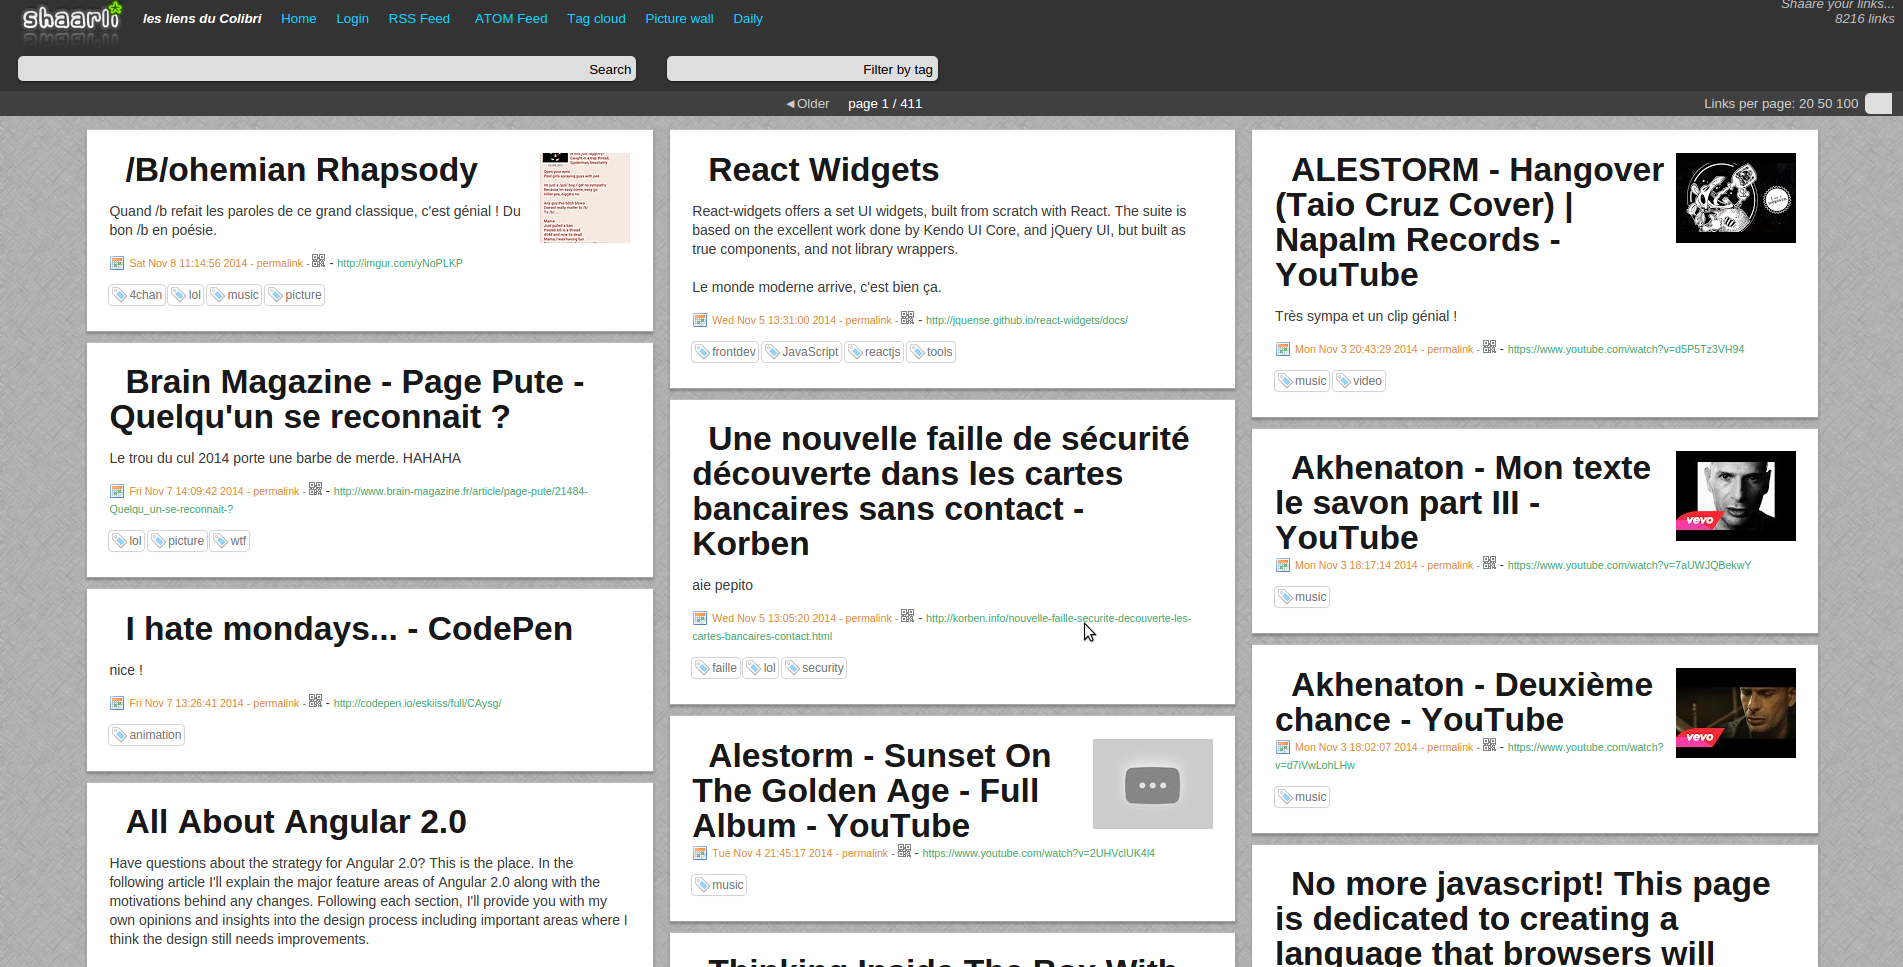 shaarli
les liens du Colibri Home Login RSS Feed ATOM Feed Tag cloud Picture wall Daily
Shaare your links...
8216 links
Search
Filter by tag
◄Older page 1 / 411
Links per page: 20 50 100
/B/ohemian Rhapsody
Quand /b refait les paroles de ce grand classique, c'est génial ! Du
bon /b en poésie.
Sat Nov 8 11:14:56 2014 - permalink - - http://imgur.com/yNoPLKP
4chan lol music picture
Brain Magazine - Page Pute -
Quelqu'un se reconnait ?
Le trou du cul 2014 porte une barbe de merde. HAHAHA
Fri Nov 7 14:09:42 2014 - permalink - - http://www.brain-magazine.fr/article/page-pute/21484-
Quelqu_un-se-reconnait-?
lol picture wtf
I hate mondays... - CodePen
nice !
Fri Nov 7 13:26:41 2014 - permalink - - http://codepen.io/eskiiss/full/CAysg/
animation
All About Angular 2.0
Have questions about the strategy for Angular 2.0? This is the place. In the
following article I'll explain the major feature areas of Angular 2.0 along with the
motivations behind any changes. Following each section, I'll provide you with my
own opinions and insights into the design process including important areas where I
think the design still needs improvements.
React Widgets
React-widgets offers a set UI widgets, built from scratch with React. The suite is
based on the excellent work done by Kendo UI Core, and jQuery UI, but built as
true components, and not library wrappers.
Le monde moderne arrive, c'est bien ça.
Wed Nov 5 13:31:00 2014 - permalink - - http://jquense.github.io/react-widgets/docs/
frontdev JavaScript reactjs tools
Une nouvelle faille de sécurité
découverte dans les cartes
bancaires sans contact -
Korben
aie pepito
Wed Nov 5 13:05:20 2014 - permalink - - http://korben.info/nouvelle-faille-securite-decouverte-les-
cartes-bancaires-contact.html
faille lol security
Alestorm - Sunset On
The Golden Age - Full
Album - YouTube
Tue Nov 4 21:45:17 2014 - permalink - - https://www.youtube.com/watch?v=2UHVclUK4l4
music
Thinking Inside The Box With
ALESTORM - Hangover
(Taio Cruz Cover) |
Napalm Records -
YouTube
Très sympa et un clip génial !
Mon Nov 3 20:43:29 2014 - permalink - - https://www.youtube.com/watch?v=d5P5Tz3VH94
music video
Akhenaton - Mon texte
le savon part III -
YouTube
vevo
Mon Nov 3 18:17:14 2014 - permalink - - https://www.youtube.com/watch?v=7aUWJQBekwY
music
Akhenaton - Deuxième
chance - YouTube
vevo
Mon Nov 3 18:02:07 2014 - permalink - - https://www.youtube.com/watch?
v=d7iVwLohLHw
music
No more javascript! This page
is dedicated to creating a
language that browsers will